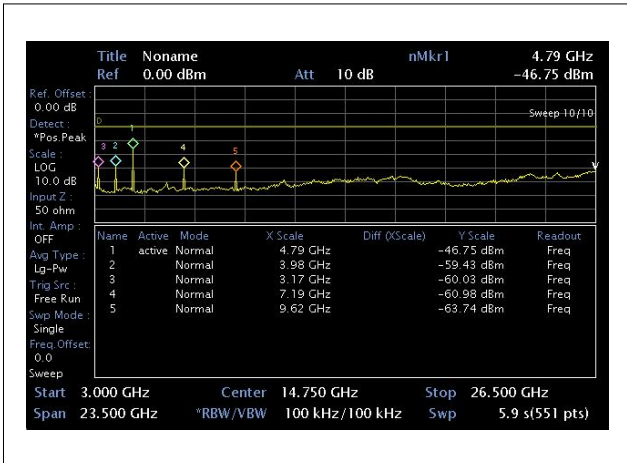 Title Noname nMkr1 4.79 GHz
Ref 0.00 dBm Att 10 dB -46.75 dBm
Ref. Offset :
0.00 dB
Detect :
*Pos.Peak
Scale :
LOG
10.0 dB
Input Z :
50 ohm
Int. Amp :
OFF
Avg Type :
Lg-Pw
Trig Src :
Free Run
Swp Mode :
Single
Freq.Offset:
0.0
Sweep
Sweep 10/10
D
1
3 2 4 5
Name Active Mode X Scale Diff (XScale) Y Scale Readout
1 active Normal 4.79 GHz -46.75 dBm Freq
2 Normal 3.98 GHz -59.43 dBm Freq
3 Normal 3.17 GHz -60.03 dBm Freq
4 Normal 7.19 GHz -60.98 dBm Freq
5 Normal 9.62 GHz -63.74 dBm Freq
Start 3.000 GHz Center 14.750 GHz Stop 26.500 GHz
Span 23.500 GHz *RBW/VBW 100 kHz/100 kHz Swp 5.9 s(551 pts)